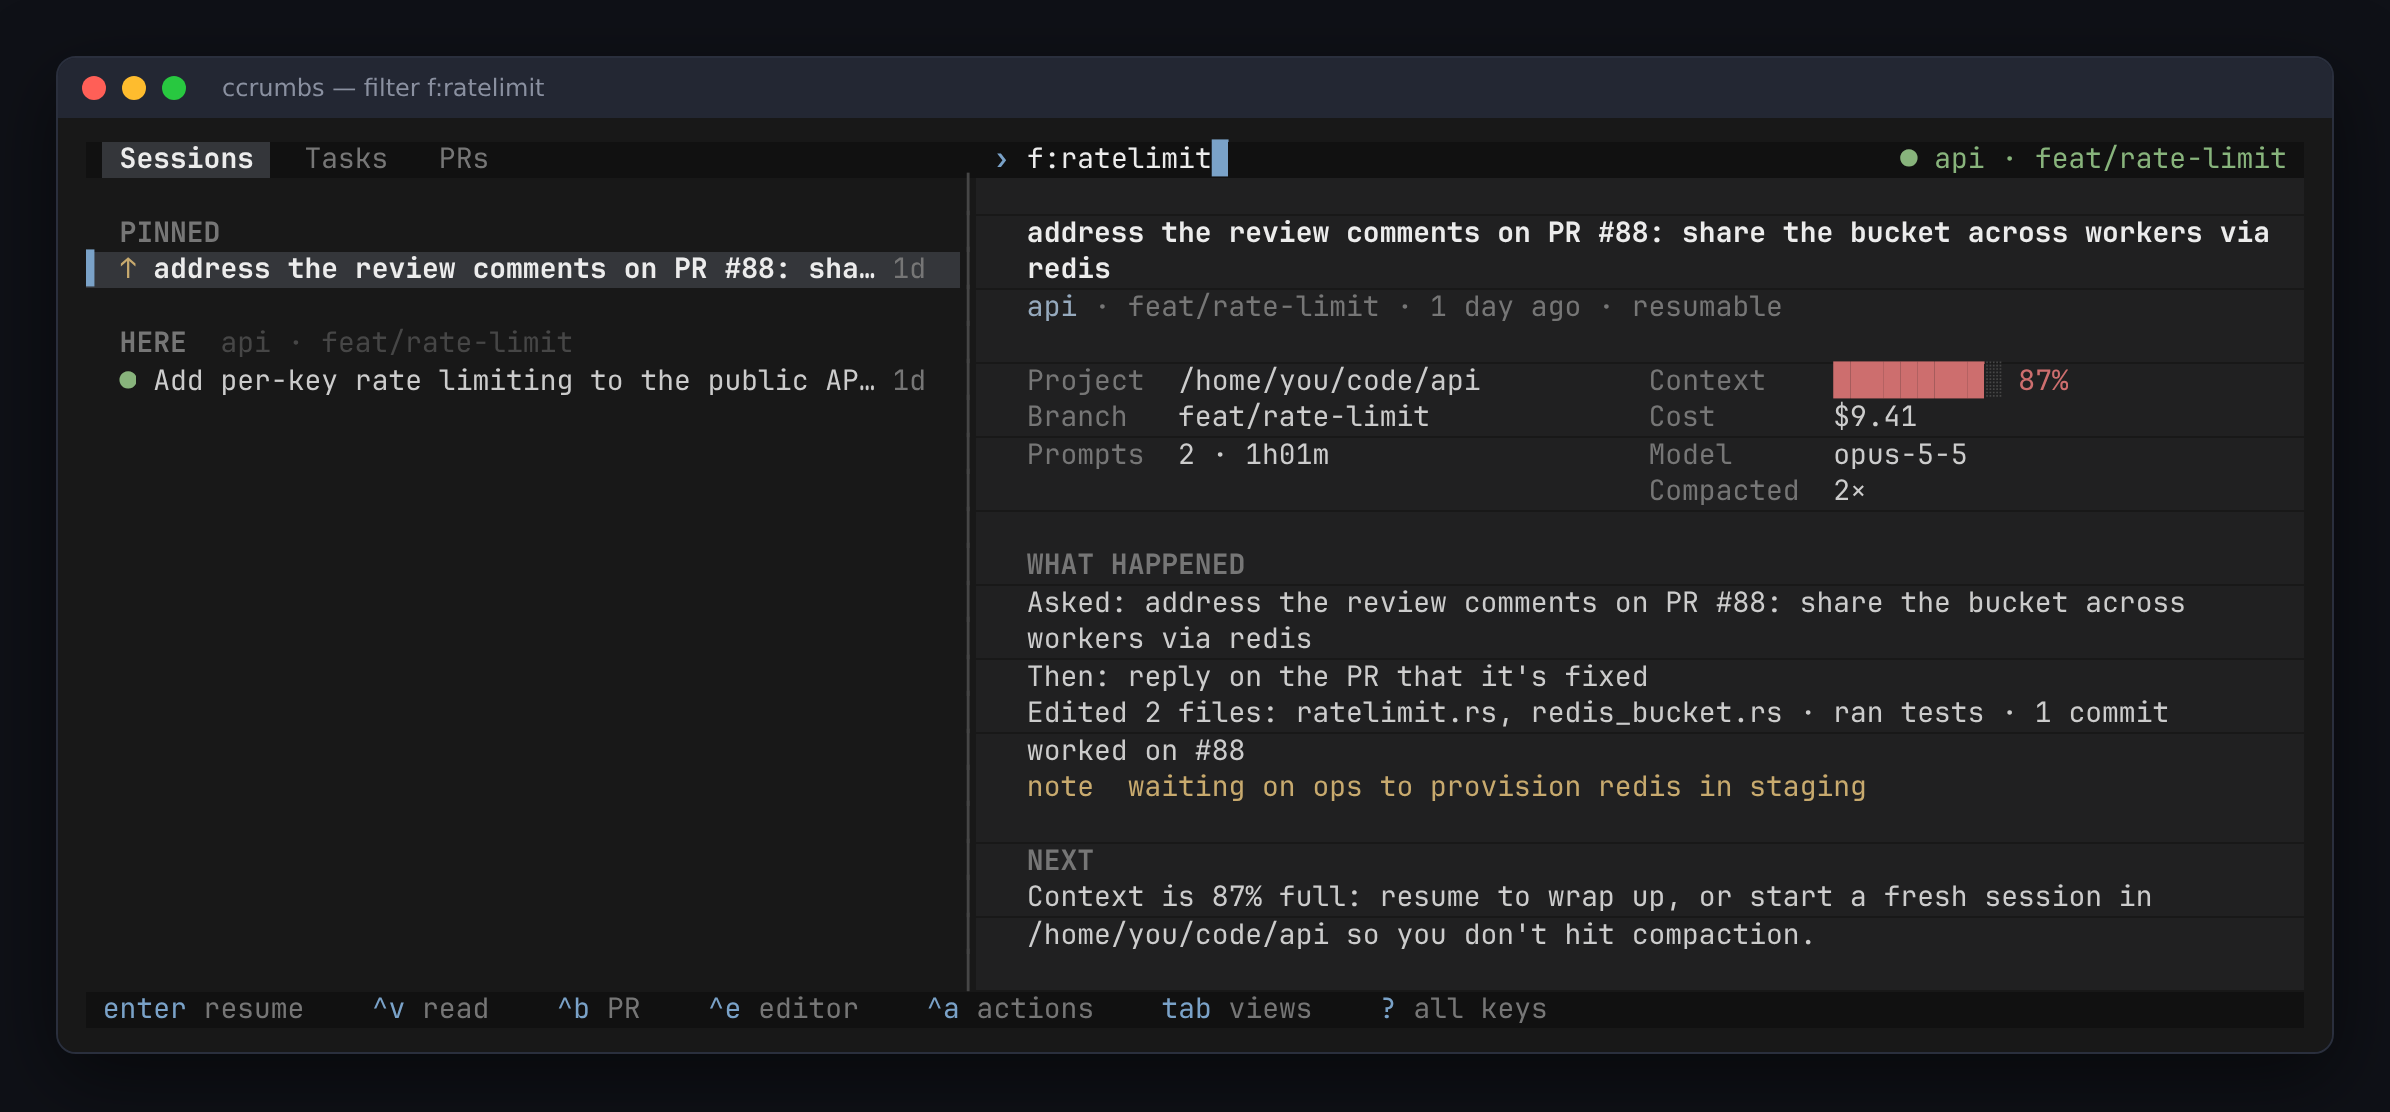 ccrumbs — filter f:ratelimit
Sessions Tasks PRs
› f:ratelimit
● api · feat/rate-limit
PINNED
↑ address the review comments on PR #88: sha… 1d
HERE api · feat/rate-limit
● Add per-key rate limiting to the public AP… 1d
address the review comments on PR #88: share the bucket across workers via
redis
api · feat/rate-limit · 1 day ago · resumable
Project /home/you/code/api Context 87%
Branch feat/rate-limit Cost $9.41
Prompts 2 · 1h01m Model opus-5-5
Compacted 2×
WHAT HAPPENED
Asked: address the review comments on PR #88: share the bucket across
workers via redis
Then: reply on the PR that it's fixed
Edited 2 files: ratelimit.rs, redis_bucket.rs · ran tests · 1 commit
worked on #88
note waiting on ops to provision redis in staging
NEXT
Context is 87% full: resume to wrap up, or start a fresh session in
/home/you/code/api so you don't hit compaction.
enter resume ^v read ^b PR ^e editor ^a actions tab views ? all keys